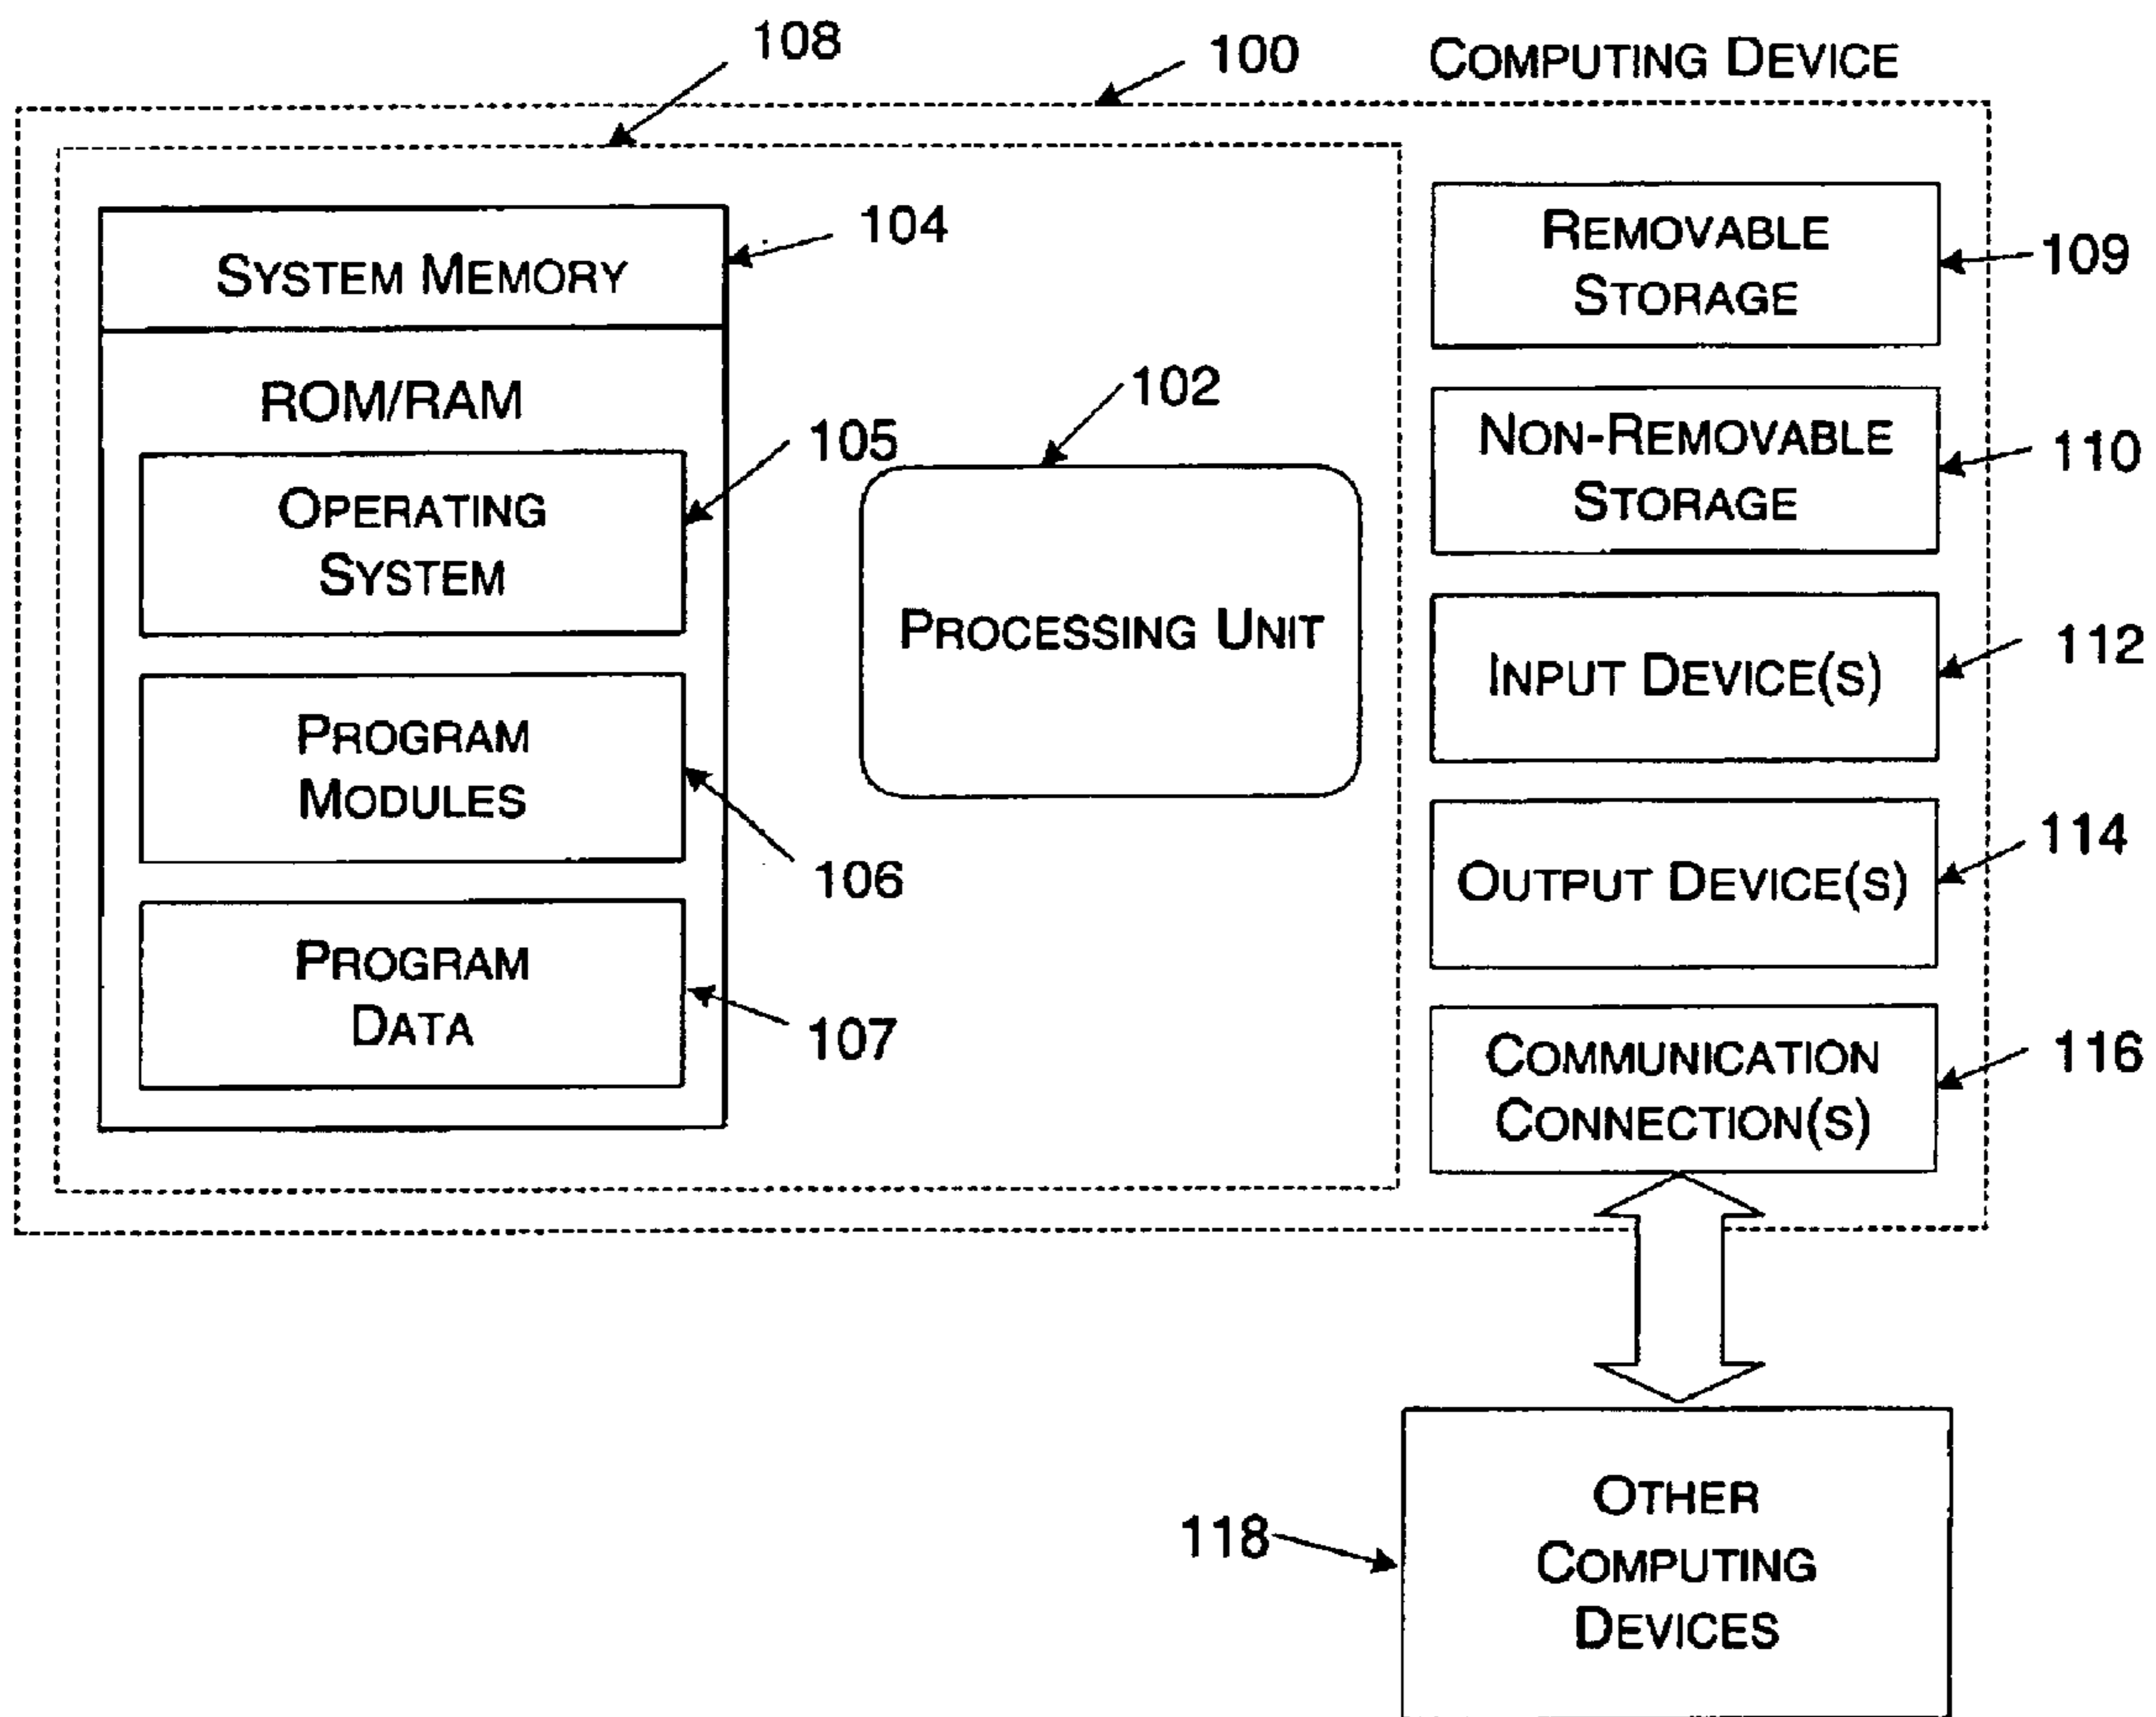 108
100
COMPUTING DEVICE
104
SYSTEM MEMORY
ROM/RAM
105
OPERATING
SYSTEM
PROGRAM
MODULES
106
PROGRAM
DATA
107
102
PROCESSING UNIT
REMOVABLE
STORAGE
109
NON-REMOVABLE
STORAGE
110
INPUT DEVICE(S)
112
OUTPUT DEVICE(S)
114
COMMUNICATION
CONNECTION(S)
116
118
OTHER
COMPUTING
DEVICES